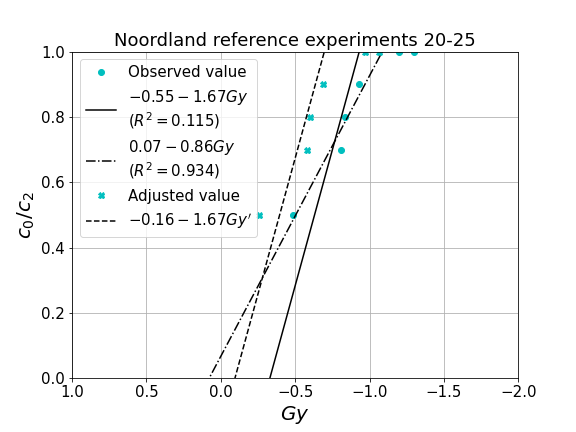 Noordland reference experiments 20-25
1.0
0.8
0.6
0.4
0.2
0.0
c₀/c₂
Observed value
−0.55 − 1.67Gy
(R² = 0.115)
0.07 − 0.86Gy
(R² = 0.934)
Adjusted value
−0.16 − 1.67Gy′
1.0 0.5 0.0 −0.5 −1.0 −1.5 −2.0
Gy